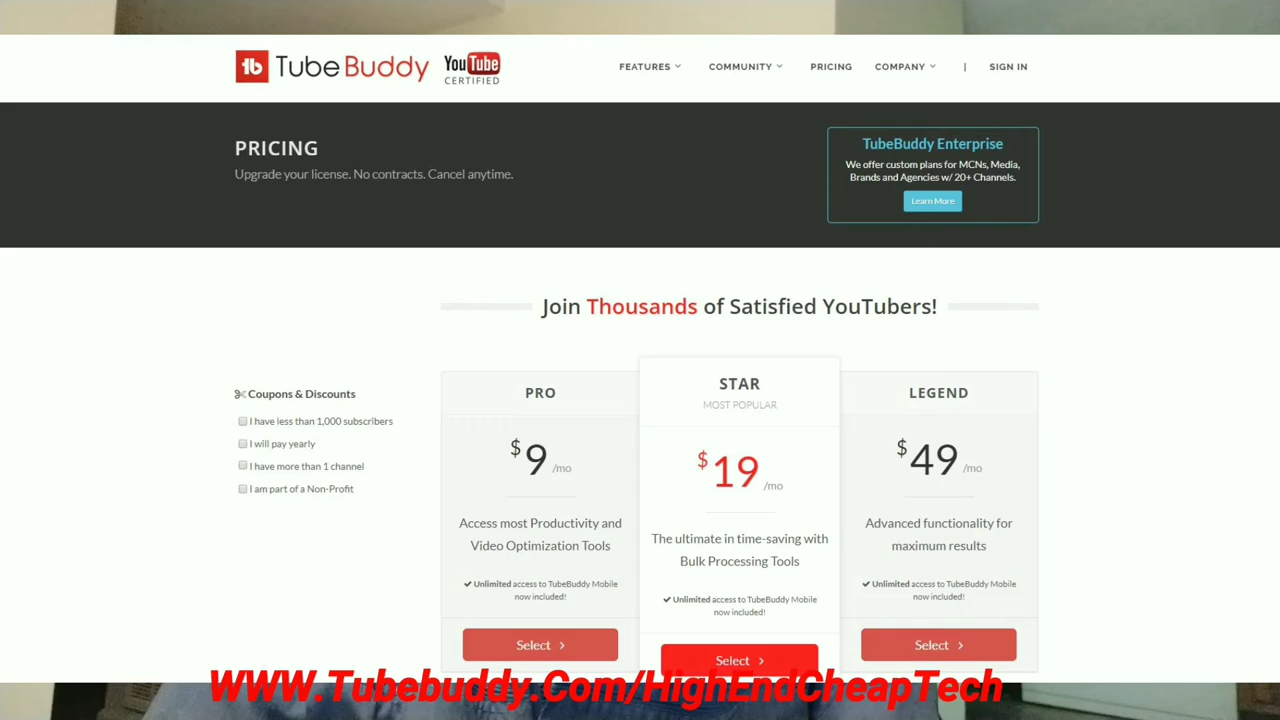 TubeBuddy
YouTube
CERTIFIED
FEATURES
COMMUNITY
PRICING
COMPANY
|
SIGN IN
PRICING
Upgrade your license. No contracts. Cancel anytime.
TubeBuddy Enterprise
We offer custom plans for MCNs, Media,
Brands and Agencies w/ 20+ Channels.
Learn More
Join Thousands of Satisfied YouTubers!
Coupons & Discounts
I have less than 1,000 subscribers
I will pay yearly
I have more than 1 channel
I am part of a Non-Profit
PRO
$9 /mo
Access most Productivity and
Video Optimization Tools
✔ Unlimited access to TubeBuddy Mobile
now included!
Select >
STAR
MOST POPULAR
$19 /mo
The ultimate in time-saving with
Bulk Processing Tools
✔ Unlimited access to TubeBuddy Mobile
now included!
Select >
LEGEND
$49 /mo
Advanced functionality for
maximum results
✔ Unlimited access to TubeBuddy Mobile
now included!
Select >
WWW.Tubebuddy.Com/HighEndCheapTech